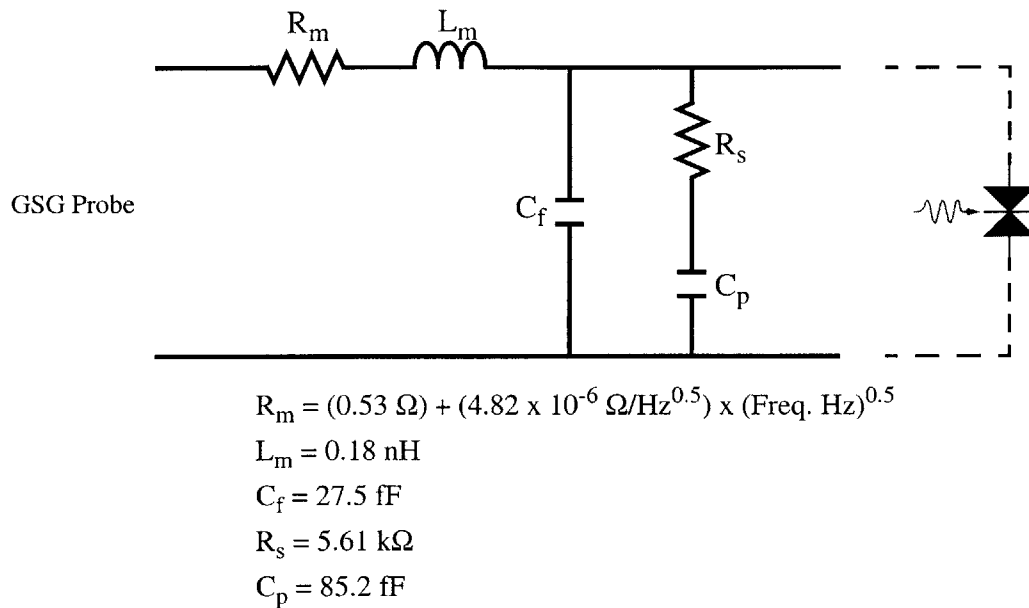 R_m
L_m
R_s
GSG Probe
C_f
C_p
R_m = (0.53 Ω) + (4.82 x 10^-6 Ω/Hz^0.5) x (Freq. Hz)^0.5
L_m = 0.18 nH
C_f = 27.5 fF
R_s = 5.61 kΩ
C_p = 85.2 fF